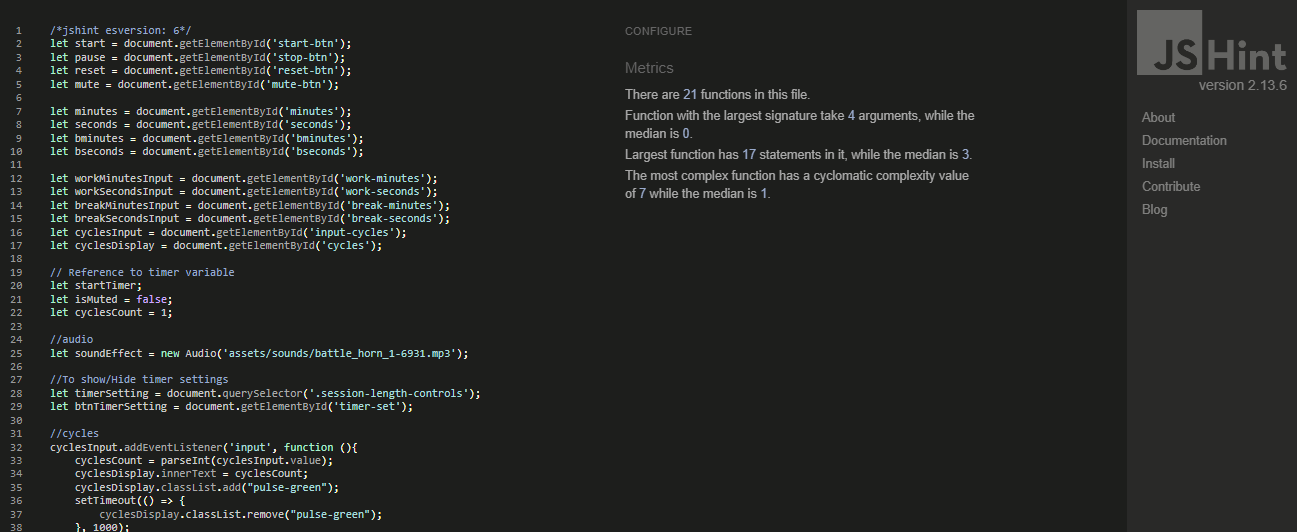 1 /*jshint esversion: 6*/
2 let start = document.getElementById('start-btn');
3 let pause = document.getElementById('stop-btn');
4 let reset = document.getElementById('reset-btn');
5 let mute = document.getElementById('mute-btn');
6
7 let minutes = document.getElementById('minutes');
8 let seconds = document.getElementById('seconds');
9 let bminutes = document.getElementById('bminutes');
10 let bseconds = document.getElementById('bseconds');
11
12 let workMinutesInput = document.getElementById('work-minutes');
13 let workSecondsInput = document.getElementById('work-seconds');
14 let breakMinutesInput = document.getElementById('break-minutes');
15 let breakSecondsInput = document.getElementById('break-seconds');
16 let cyclesInput = document.getElementById('input-cycles');
17 let cyclesDisplay = document.getElementById('cycles');
18
19 // Reference to timer variable
20 let startTimer;
21 let isMuted = false;
22 let cyclesCount = 1;
23
24 //audio
25 let soundEffect = new Audio('assets/sounds/battle_horn_1-6931.mp3');
26
27 //To show/Hide timer settings
28 let timerSetting = document.querySelector('.session-length-controls');
29 let btnTimerSetting = document.getElementById('timer-set');
30
31 //cycles
32 cyclesInput.addEventListener('input', function (){
33 cyclesCount = parseInt(cyclesInput.value);
34 cyclesDisplay.innerText = cyclesCount;
35 cyclesDisplay.classList.add("pulse-green");
36 setTimeout(() => {
37 cyclesDisplay.classList.remove("pulse-green");
38 }, 1000);
CONFIGURE
Metrics
There are 21 functions in this file.
Function with the largest signature take 4 arguments, while the
median is 0.
Largest function has 17 statements in it, while the median is 3.
The most complex function has a cyclomatic complexity value
of 7 while the median is 1.
JSHint
version 2.13.6
About
Documentation
Install
Contribute
Blog